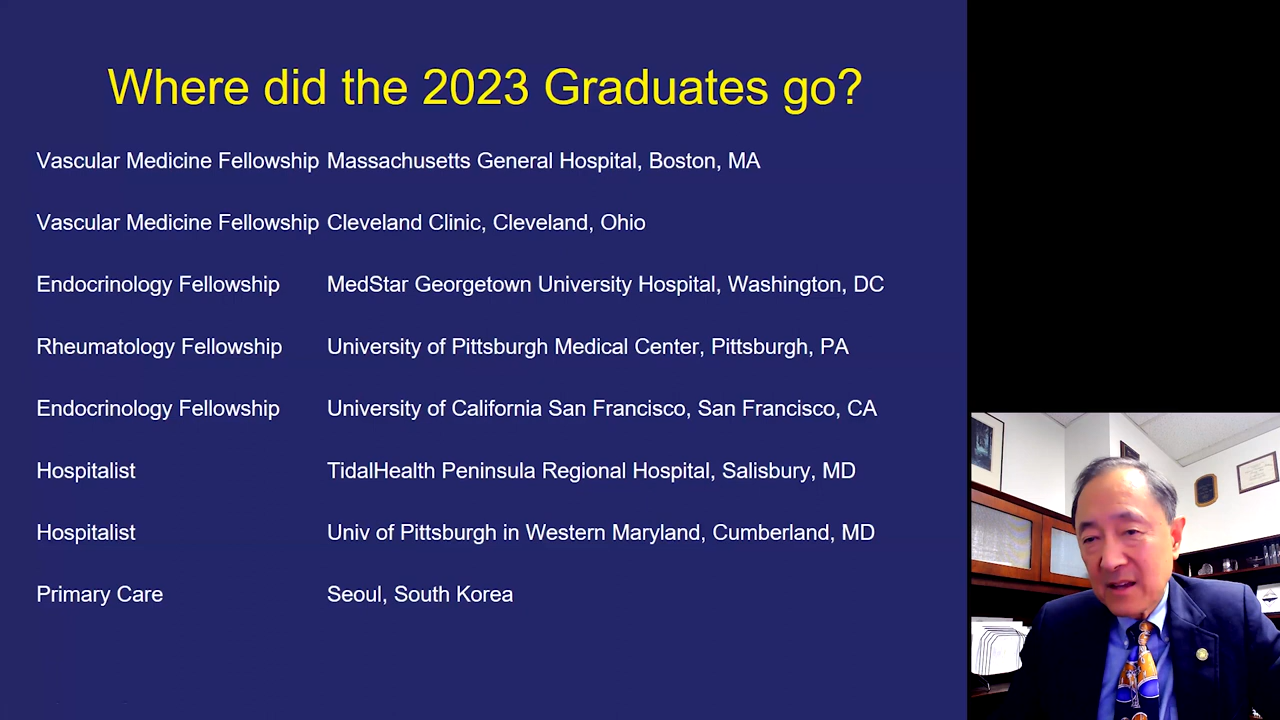 Where did the 2023 Graduates go?
Vascular Medicine Fellowship Massachusetts General Hospital, Boston, MA
Vascular Medicine Fellowship Cleveland Clinic, Cleveland, Ohio
Endocrinology Fellowship MedStar Georgetown University Hospital, Washington, DC
Rheumatology Fellowship University of Pittsburgh Medical Center, Pittsburgh, PA
Endocrinology Fellowship University of California San Francisco, San Francisco, CA
Hospitalist TidalHealth Peninsula Regional Hospital, Salisbury, MD
Hospitalist Univ of Pittsburgh in Western Maryland, Cumberland, MD
Primary Care Seoul, South Korea